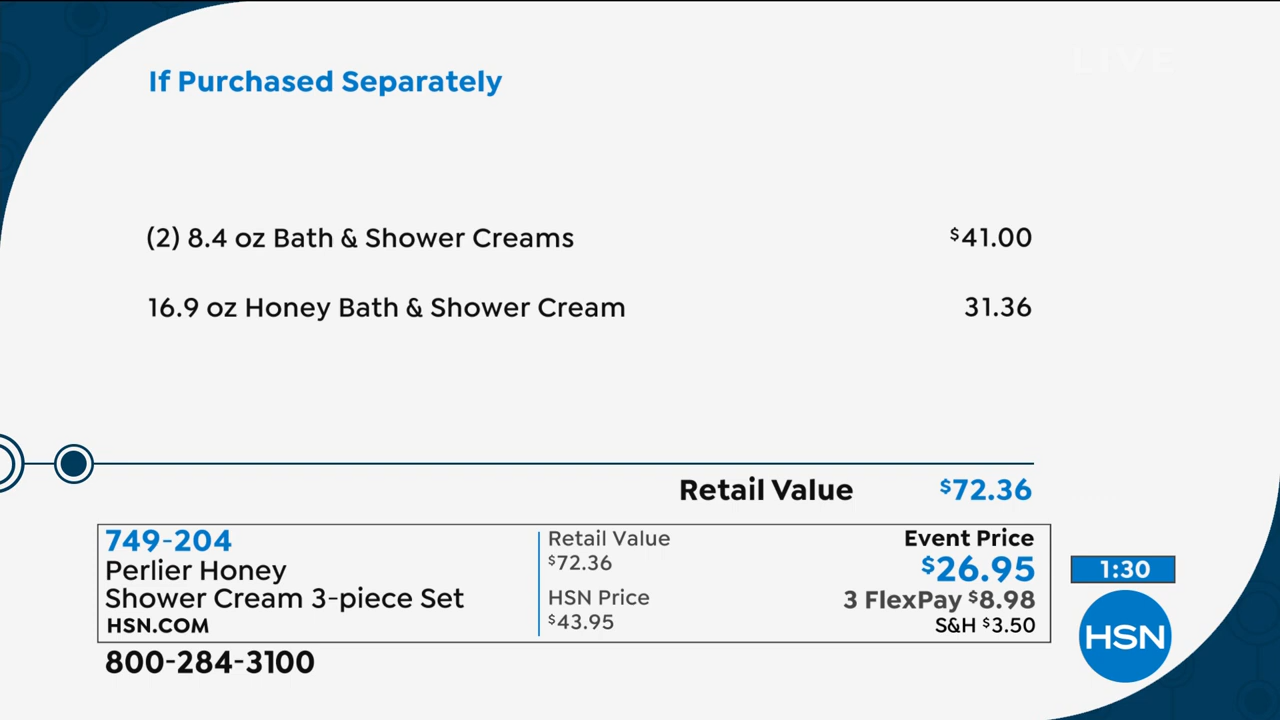 LIVE
If Purchased Separately
(2) 8.4 oz Bath & Shower Creams $41.00
16.9 oz Honey Bath & Shower Cream 31.36
Retail Value $72.36
749-204
Perlier Honey
Shower Cream 3-piece Set
HSN.COM
Retail Value
$72.36
HSN Price
$43.95
Event Price
$26.95
3 FlexPay $8.98
S&H $3.50
1:30
HSN
800-284-3100